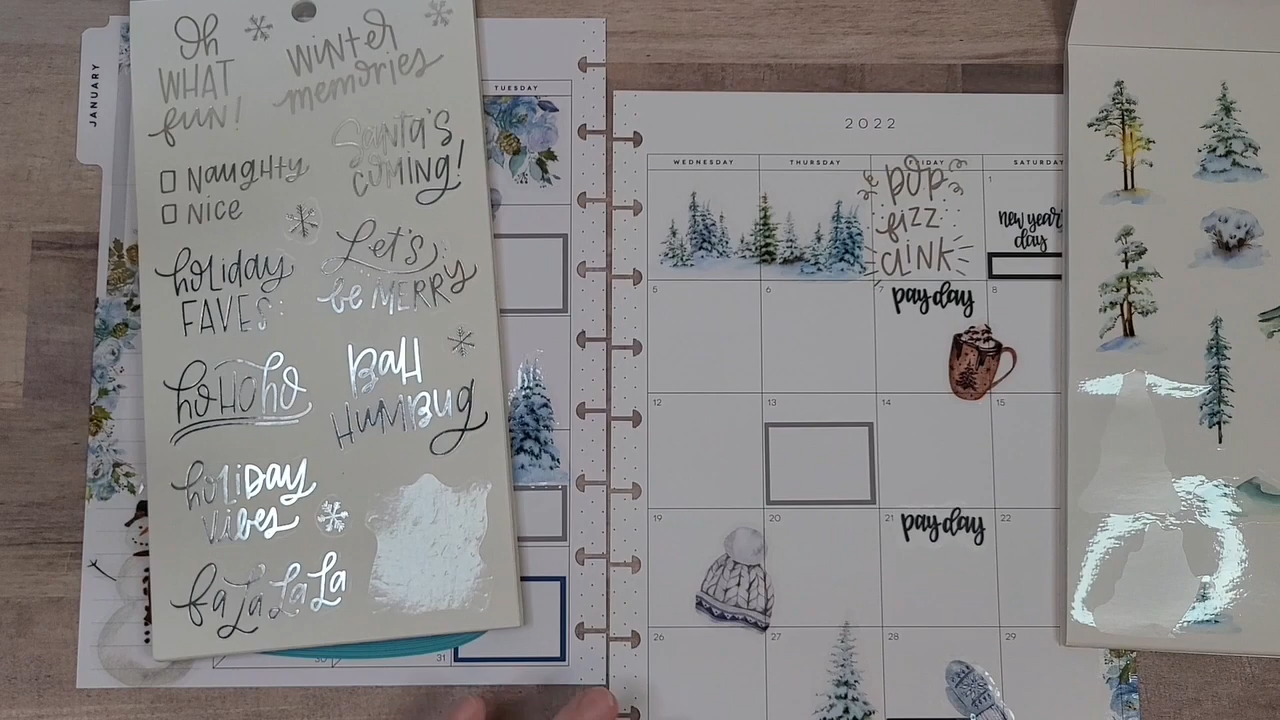 JANUARY
Oh
WHAT
fun!
WINTER
memories
Santa's
coming!
Naughty
Nice
holiday
FAVES:
Let's
be MERRY
ho Ho ho
Bah
Humbug
holiday
vibes
fa La La La
TUESDAY
30
31
2022
WEDNESDAY
THURSDAY
FRIDAY
SATURDAY
POP
fizz
CLINK
1
new year
day
5
6
7
8
payday
12
13
14
15
19
20
21
22
payday
26
27
28
29